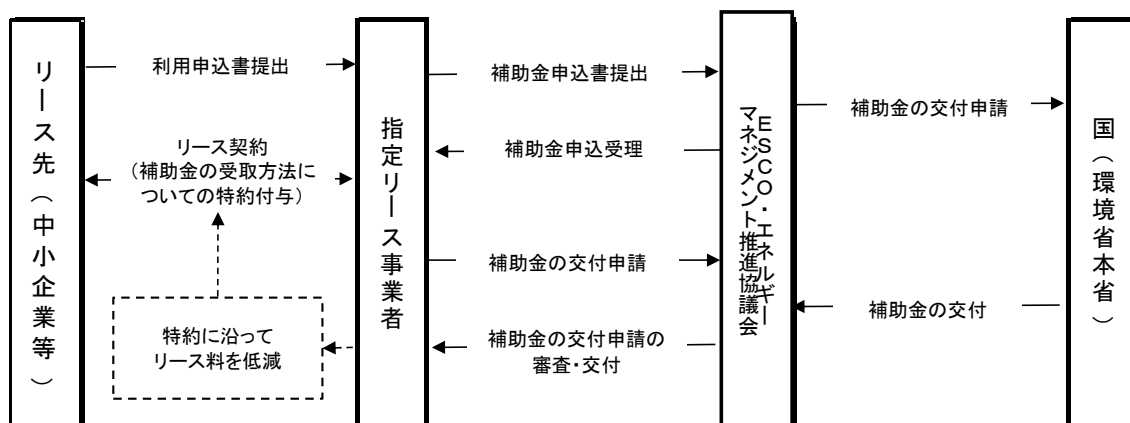 リース先（中小企業等）
利用申込書提出
リース契約
（補助金の受取方法に
ついての特約付与）
特約に沿って
リース料を低減
指定リース事業者
補助金申込書提出
補助金申込受理
補助金の交付申請
補助金の交付申請の
審査・交付
ESCO・エネルギー
マネジメント推進協議会
補助金の交付申請
補助金の交付
国（環境省本省）